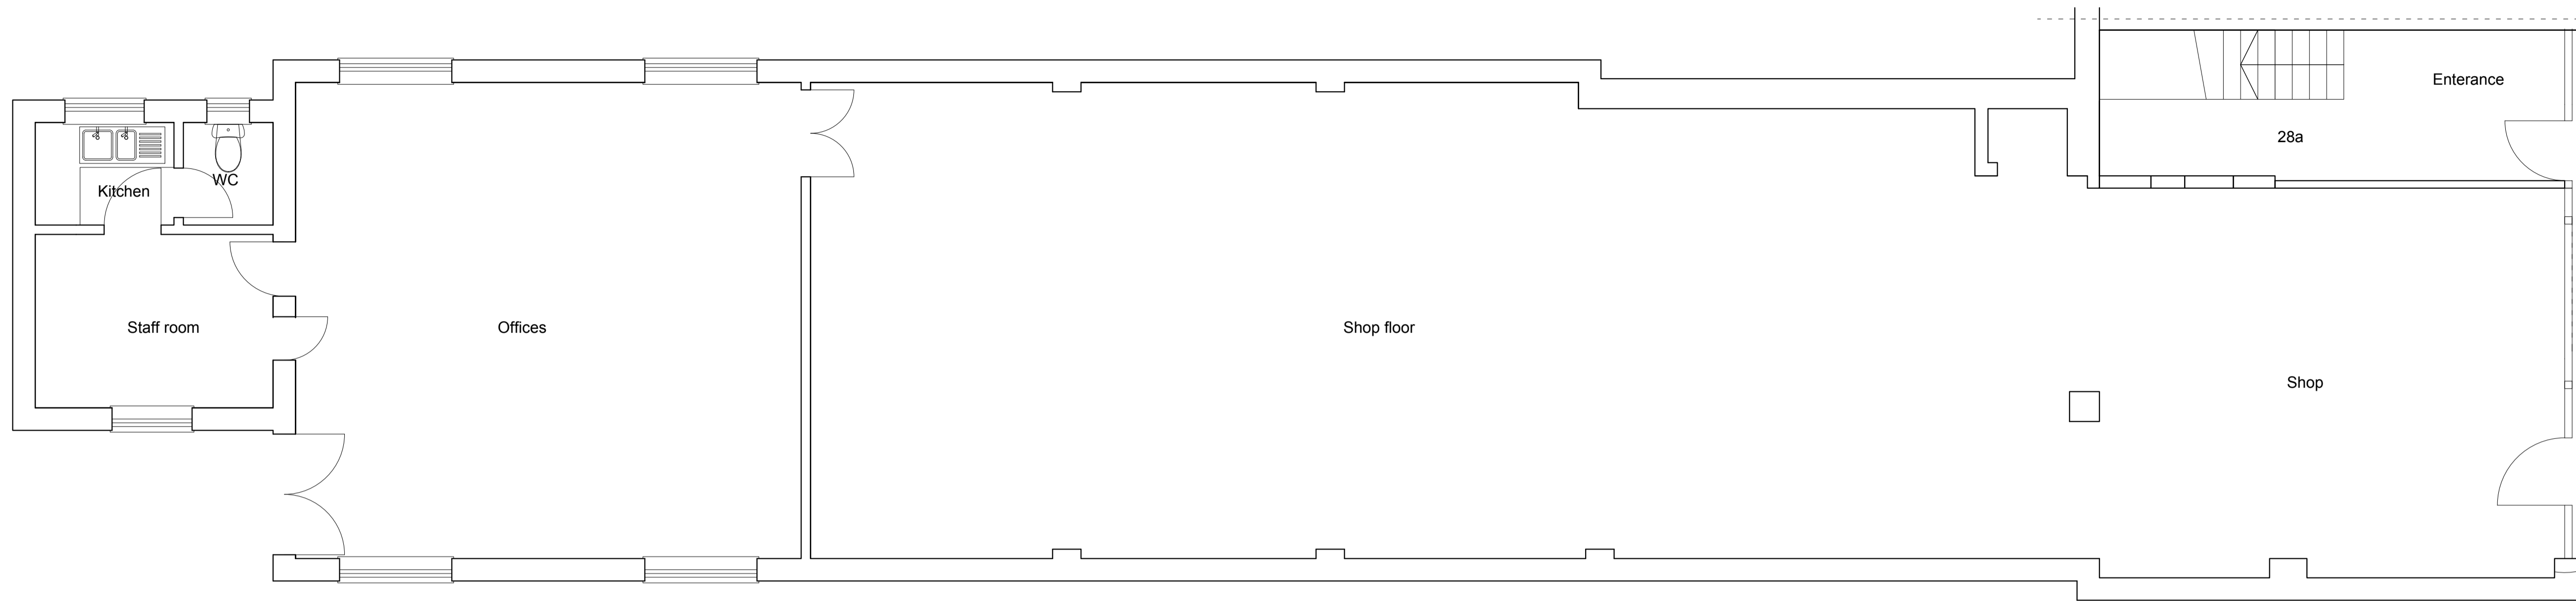 Enterance
28a
WC
Kitchen
Staff room
Offices
Shop floor
Shop